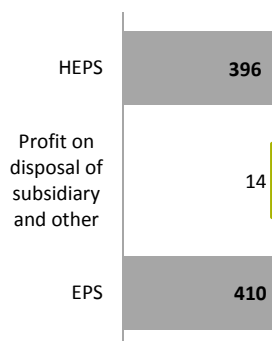 HEPS 396
Profit on
disposal of
subsidiary
and other
14
EPS 410